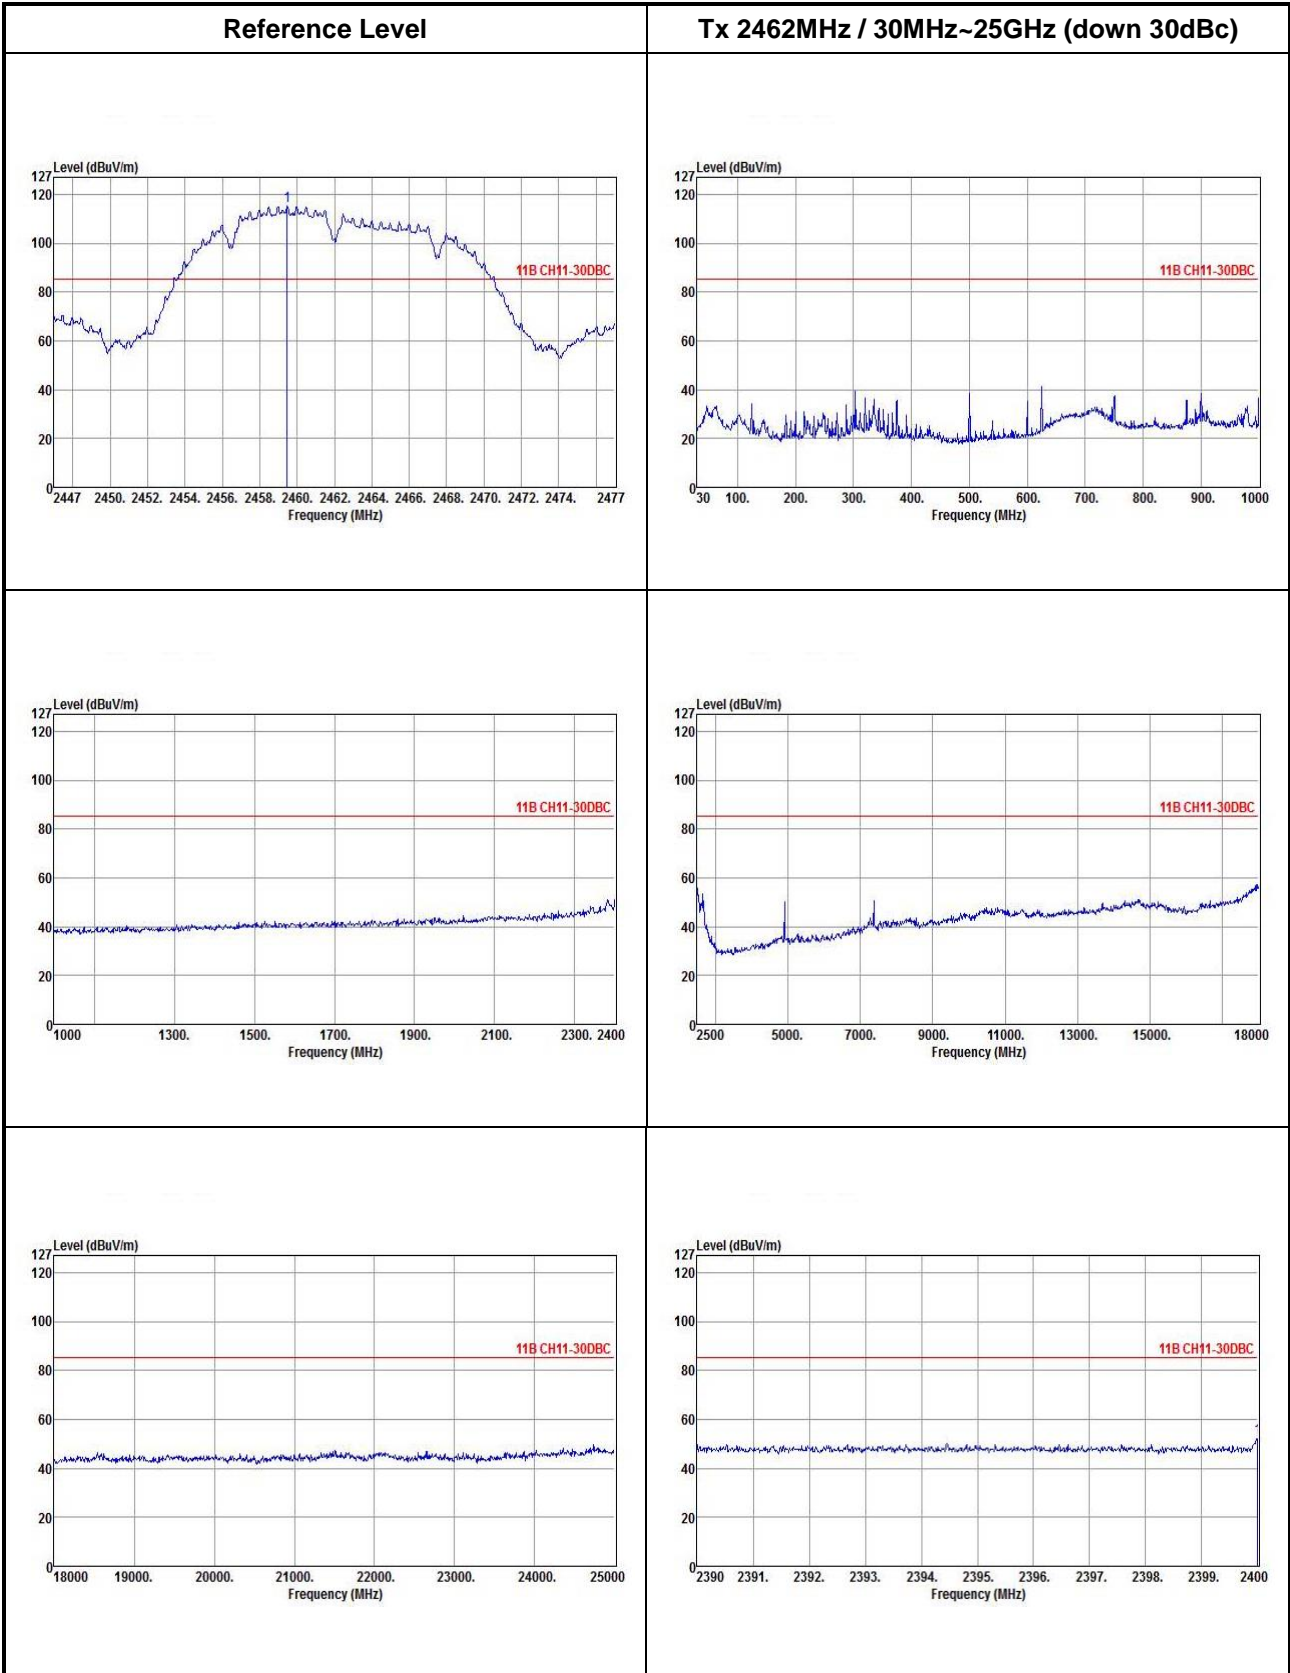 Reference Level
Tx 2462MHz / 30MHz~25GHz (down 30dBc)
Level (dBuV/m)
127
120
100
80
60
40
20
0
1
11B CH11-30DBC
2447 2450. 2452. 2454. 2456. 2458. 2460. 2462. 2464. 2466. 2468. 2470. 2472. 2474. 2477
Frequency (MHz)
Level (dBuV/m)
127
120
100
80
60
40
20
0
11B CH11-30DBC
30 100. 200. 300. 400. 500. 600. 700. 800. 900. 1000
Frequency (MHz)
Level (dBuV/m)
127
120
100
80
60
40
20
0
11B CH11-30DBC
1000 1300. 1500. 1700. 1900. 2100. 2300. 2400
Frequency (MHz)
Level (dBuV/m)
127
120
100
80
60
40
20
0
11B CH11-30DBC
2500 5000. 7000. 9000. 11000. 13000. 15000. 18000
Frequency (MHz)
Level (dBuV/m)
127
120
100
80
60
40
20
0
11B CH11-30DBC
18000 19000. 20000. 21000. 22000. 23000. 24000. 25000
Frequency (MHz)
Level (dBuV/m)
127
120
100
80
60
40
20
0
11B CH11-30DBC
2390 2391. 2392. 2393. 2394. 2395. 2396. 2397. 2398. 2399. 2400
Frequency (MHz)